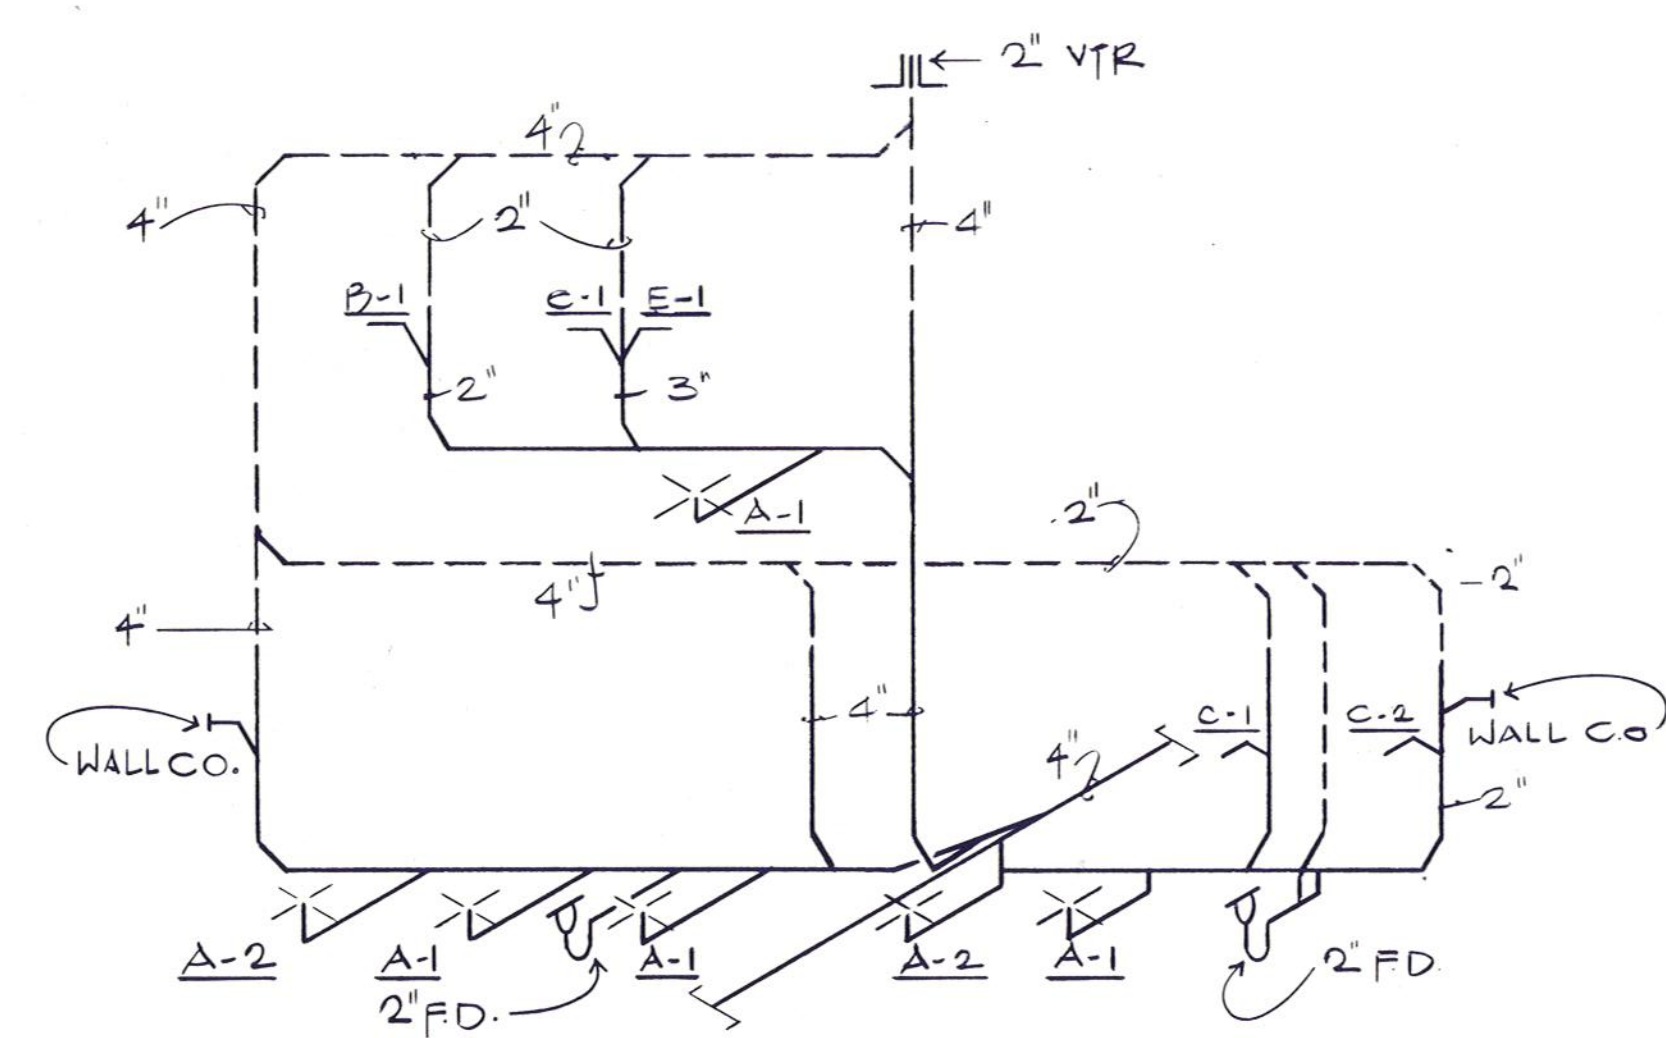 2" VTR
4"
4"
2"
4"
B-1
C-1
E-1
2"
3"
A-1
2"
4"
2"
4"
4"
4"
C-1
C-2
WALL CO.
WALL C.O
2"
A-2
A-1
A-1
A-2
A-1
2" F.D.
2" F.D.